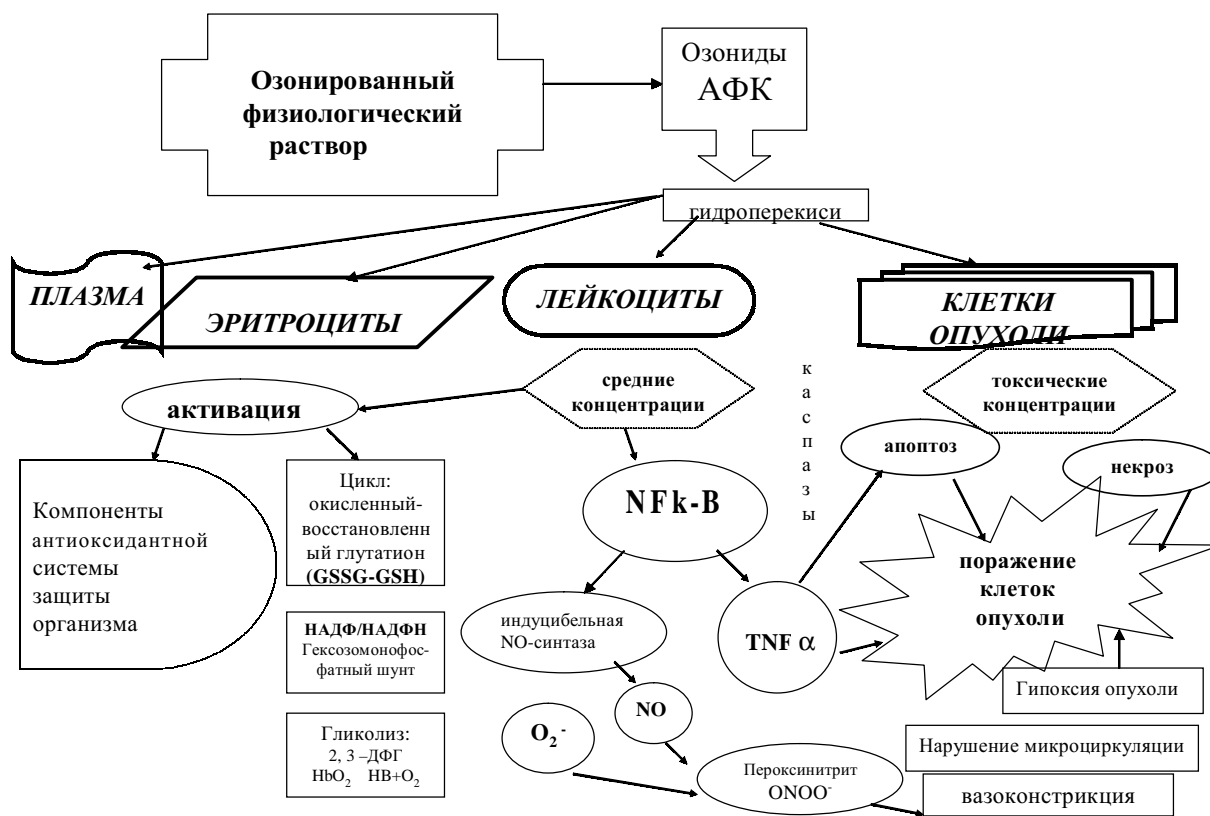 Озонированный
физиологический
раствор
Озониды
АФК
гидроперекиси
ПЛАЗМА
ЭРИТРОЦИТЫ
ЛЕЙКОЦИТЫ
КЛЕТКИ
ОПУХОЛИ
средние
концентрации
каспазы
токсические
концентрации
активация
апоптоз
некроз
Компоненты
антиоксидантной
системы
защиты
организма
Цикл:
окисленный-
восстановленн
ый глутатион
(GSSG-GSH)
NFk-B
поражение
клеток
опухоли
НАДФ/НАДФН
Гексозомонофос-
фатный шунт
индуцибельная
NO-синтаза
TNF α
Гипоксия опухоли
Гликолиз:
2, 3 –ДФГ
HbO₂ НВ+O₂
O₂⁻
NO
Нарушение микроциркуляции
Пероксинитрит
ONOO⁻
вазоконстрикция